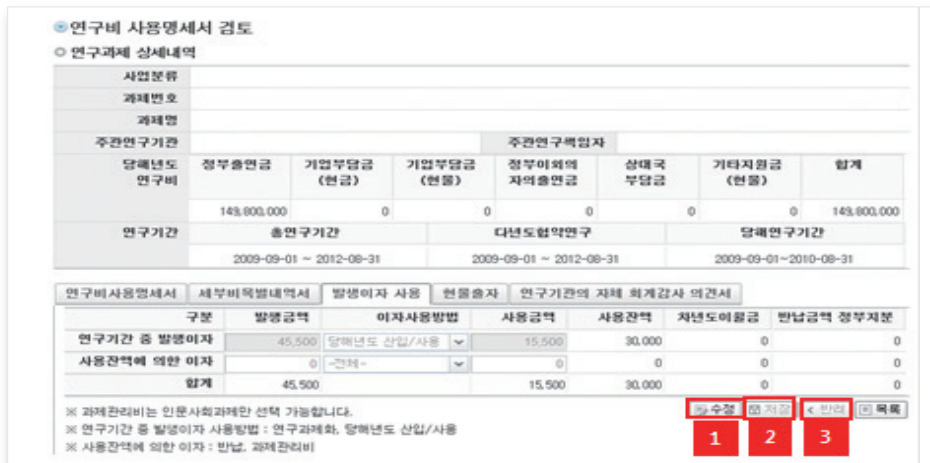 연구비 사용명세서 검토
연구과제 상세내역
사업분류
과제번호
과제명
주관연구기관 주관연구책임자
당해년도 연구비 정부출연금 기업부담금 (현금) 기업부담금 (현물) 정부이외의 자의출연금 상대국 부담금 기타지원금 (현물) 합계
149,800,000 0 0 0 0 0 149,800,000
연구기간 총연구기간 다년도협약연구 당해연구기간
2009-09-01 ~ 2012-08-31 2009-09-01 ~ 2012-08-31 2009-09-01~2010-08-31
연구비사용명세서 세부비목별내역서 발생이자 사용 현물출자 연구기관의 자체 회계감사 의견서
구분 발생금액 이자사용방법 사용금액 사용잔액 차년도이월금 반납금액 정부지분
연구기간 중 발생이자 45,500 당해년도 산입/사용 15,500 30,000 0 0
사용잔액에 의한 이자 0 -전체- 0 0 0 0
합계 45,500 15,500 30,000 0 0
※ 과제관리비는 인문사회과제만 선택 가능합니다. 수정 저장 < 반려 목록
※ 연구기간 중 발생이자 사용방법 : 연구과제화, 당해년도 산입/사용
※ 사용잔액에 의한 이자 : 반납, 과제관리비
1 2 3